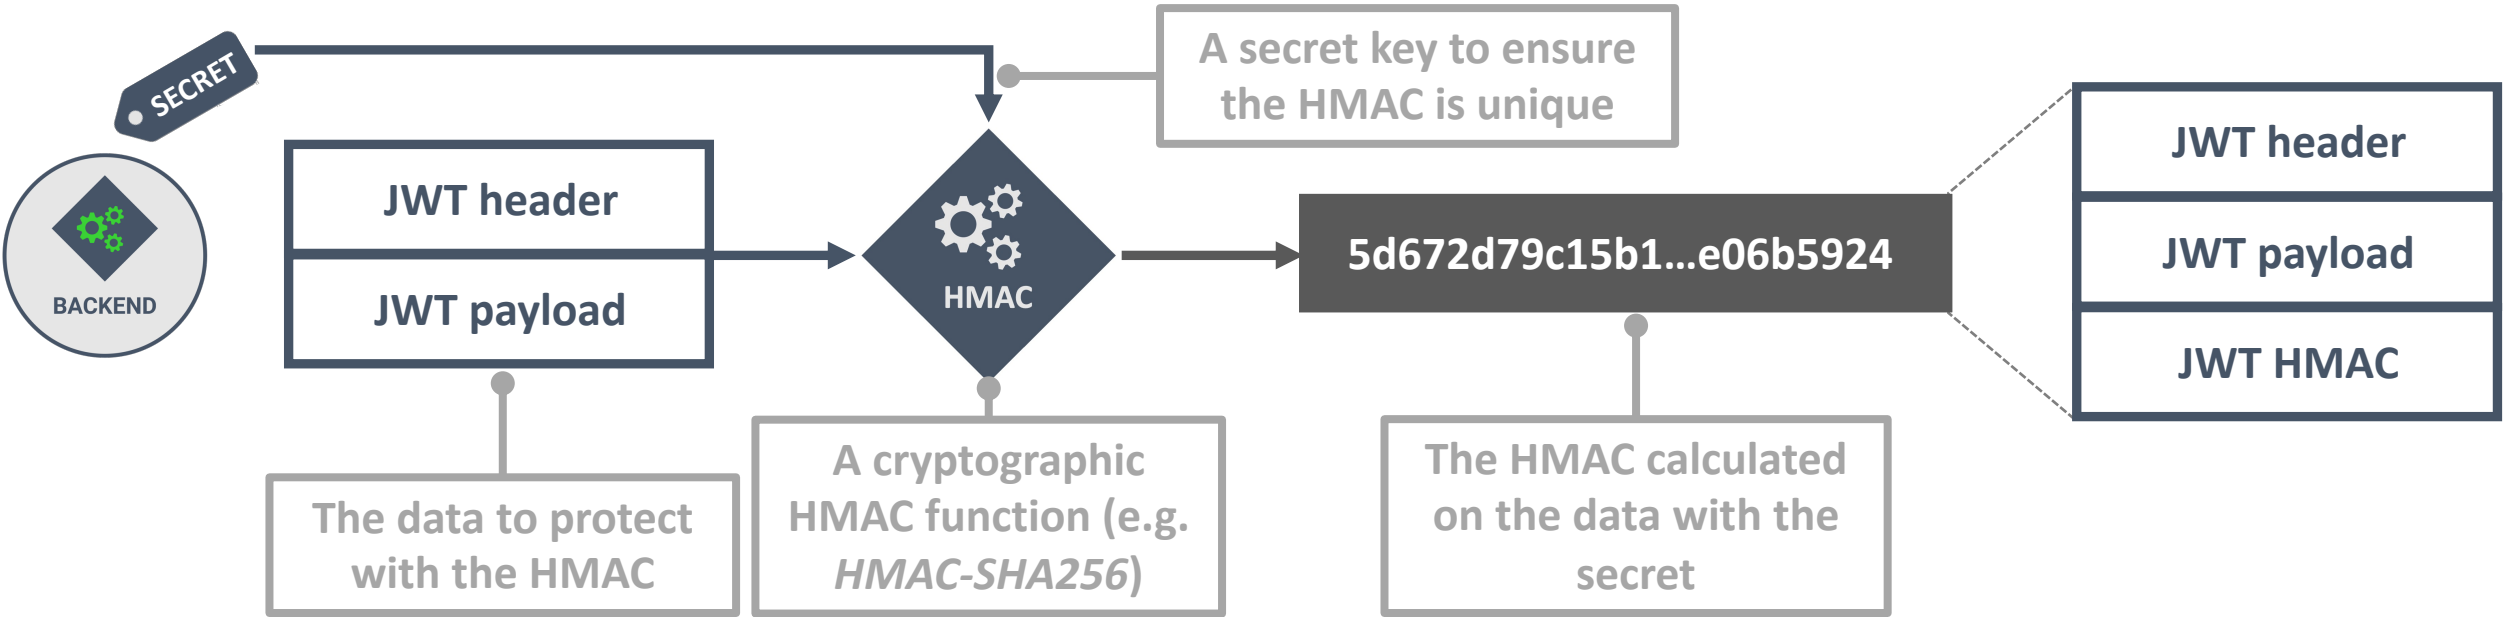 SECRET
A secret key to ensure
the HMAC is unique
BACKEND
JWT header
JWT payload
HMAC
5d672d79c15b1...e06b5924
JWT header
JWT payload
JWT HMAC
The data to protect
with the HMAC
A cryptographic
HMAC function (e.g.
HMAC-SHA256)
The HMAC calculated
on the data with the
secret